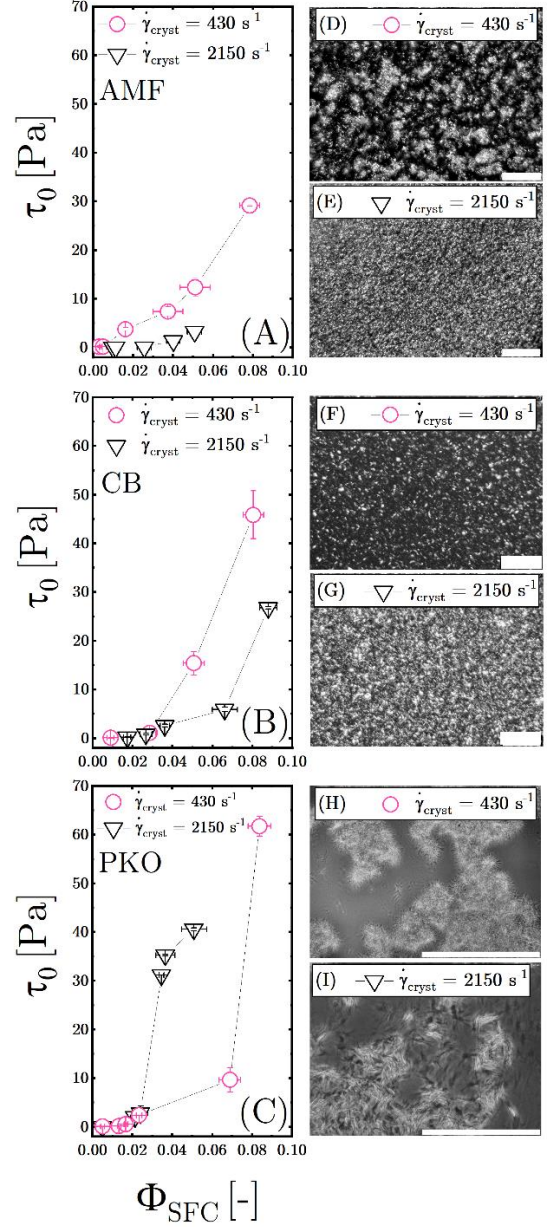 γ̇cryst = 430 s⁻¹
γ̇cryst = 2150 s⁻¹
AMF
(A)
τ₀ [Pa]
70
60
50
40
30
20
10
0
0.00 0.02 0.04 0.06 0.08 0.10
(D) γ̇cryst = 430 s⁻¹
(E) γ̇cryst = 2150 s⁻¹
γ̇cryst = 430 s⁻¹
γ̇cryst = 2150 s⁻¹
CB
(B)
τ₀ [Pa]
70
60
50
40
30
20
10
0
0.00 0.02 0.04 0.06 0.08 0.10
(F) γ̇cryst = 430 s⁻¹
(G) γ̇cryst = 2150 s⁻¹
γ̇cryst = 430 s⁻¹
γ̇cryst = 2150 s⁻¹
PKO
(C)
τ₀ [Pa]
70
60
50
40
30
20
10
0
0.00 0.02 0.04 0.06 0.08 0.10
(H) γ̇cryst = 430 s⁻¹
(I) γ̇cryst = 2150 s⁻¹
ΦSFC [-]